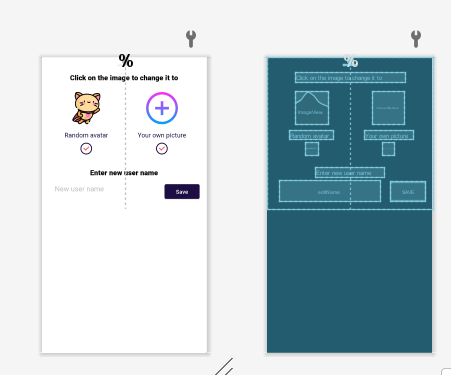 %
Click on the image to change it to
Random avatar
Your own picture
Enter new user name
New user name
Save
%
Click on the image to change it to
ImageView
Random avatar
Your own picture
Enter new user name
editName
SAVE